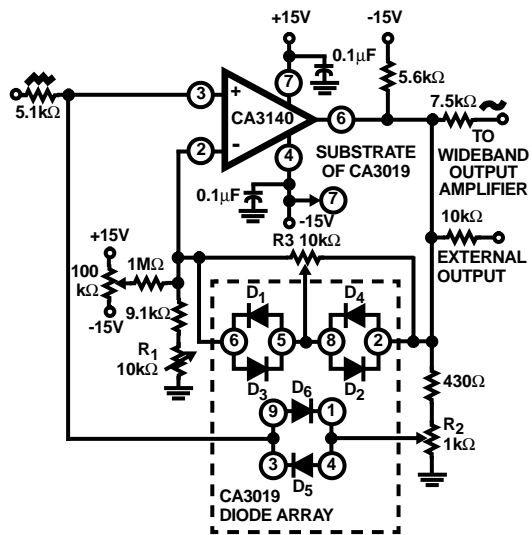 +15V
-15V
0.1μF
5.6kΩ
5.1kΩ
3
+
7
CA3140
6
7.5kΩ
2
-
4
SUBSTRATE
OF CA3019
TO
WIDEBAND
OUTPUT
AMPLIFIER
0.1μF
7
-15V
10kΩ
EXTERNAL
OUTPUT
+15V
100
kΩ
-15V
1MΩ
R3 10kΩ
9.1kΩ
R1
10kΩ
D1
D4
6
5
8
2
D3
D2
D6
9
1
3
4
D5
430Ω
R2
1kΩ
CA3019
DIODE ARRAY